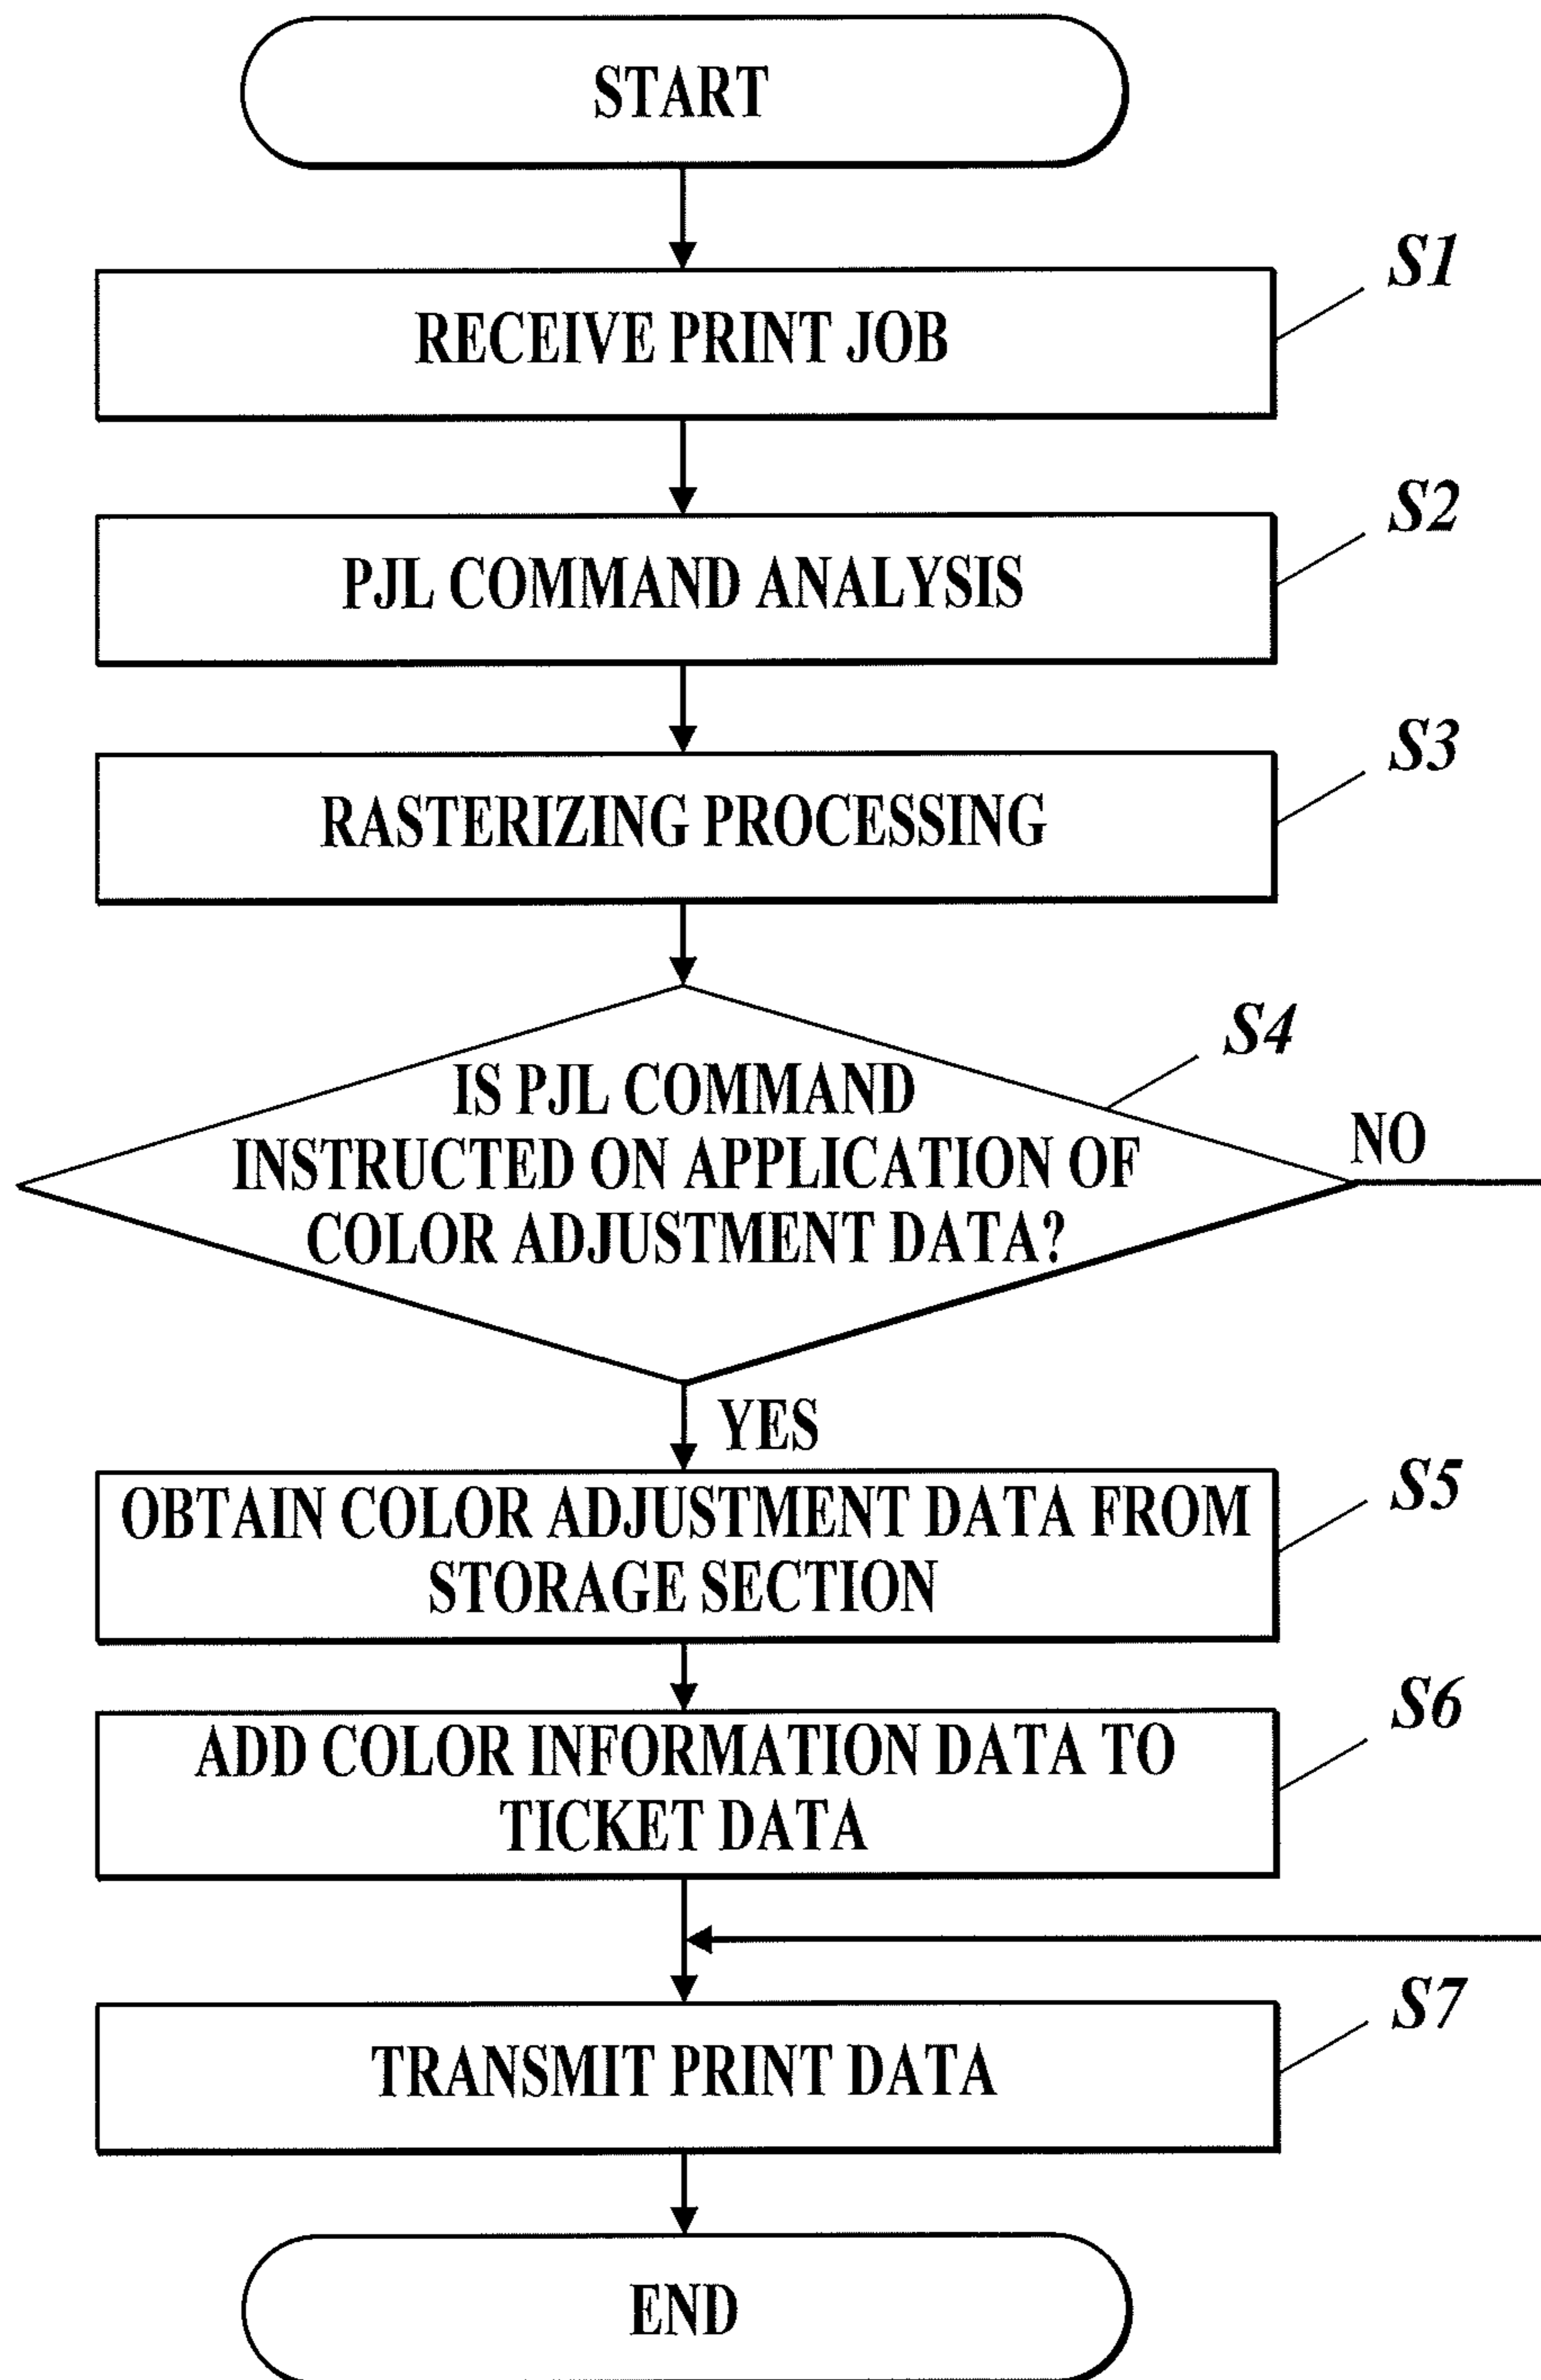 START
S1
RECEIVE PRINT JOB
S2
PJL COMMAND ANALYSIS
S3
RASTERIZING PROCESSING
S4
IS PJL COMMAND
INSTRUCTED ON APPLICATION OF
COLOR ADJUSTMENT DATA?
NO
YES
S5
OBTAIN COLOR ADJUSTMENT DATA FROM
STORAGE SECTION
S6
ADD COLOR INFORMATION DATA TO
TICKET DATA
S7
TRANSMIT PRINT DATA
END